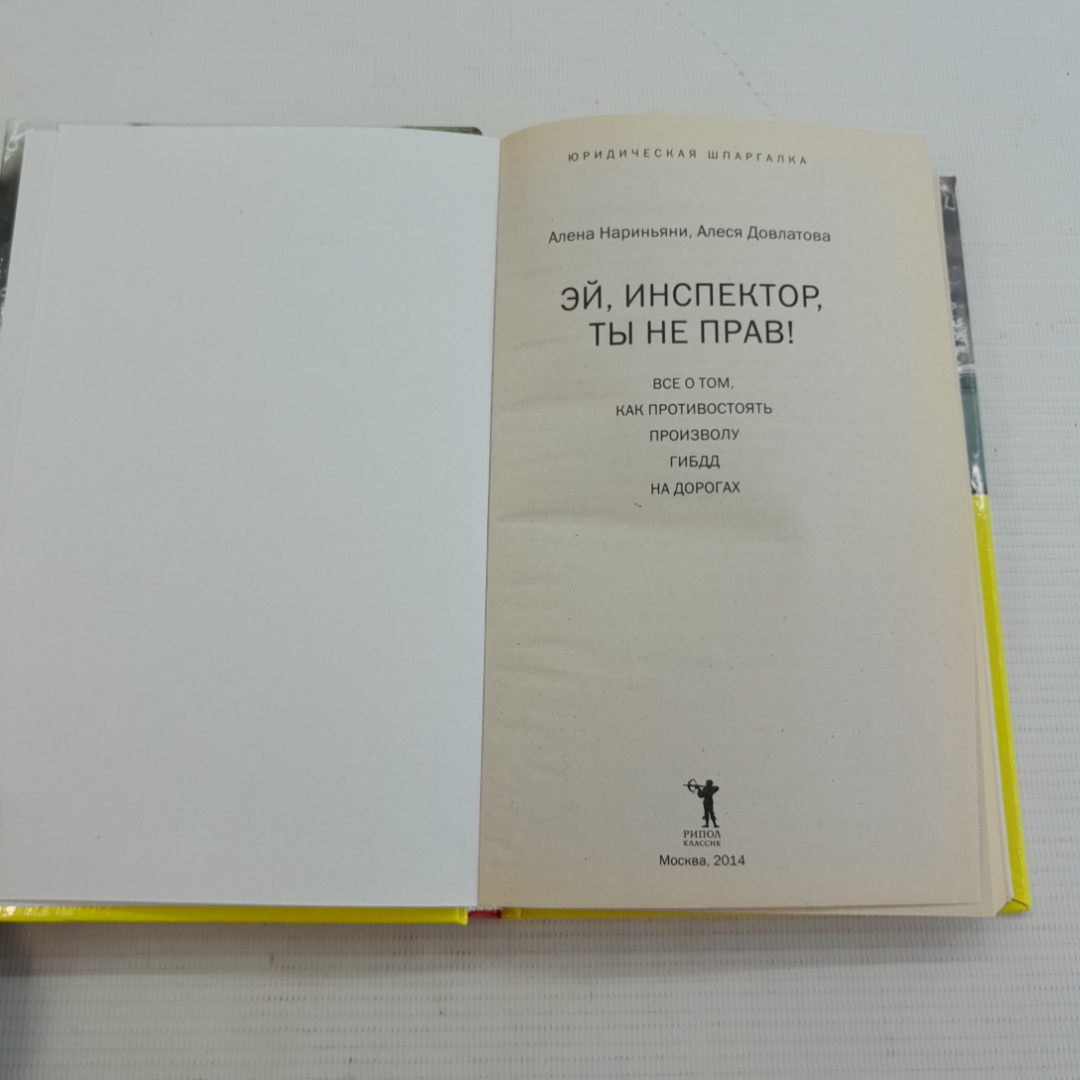 ЮРИДИЧЕСКАЯ ШПАРГАЛКА
Алена Нариньяни, Алеся Довлатова
ЭЙ, ИНСПЕКТОР,
ТЫ НЕ ПРАВ!
ВСЕ О ТОМ,
КАК ПРОТИВОСТОЯТЬ
ПРОИЗВОЛУ
ГИБДД
НА ДОРОГАХ
РИПОЛ
КЛАССИК
Москва, 2014